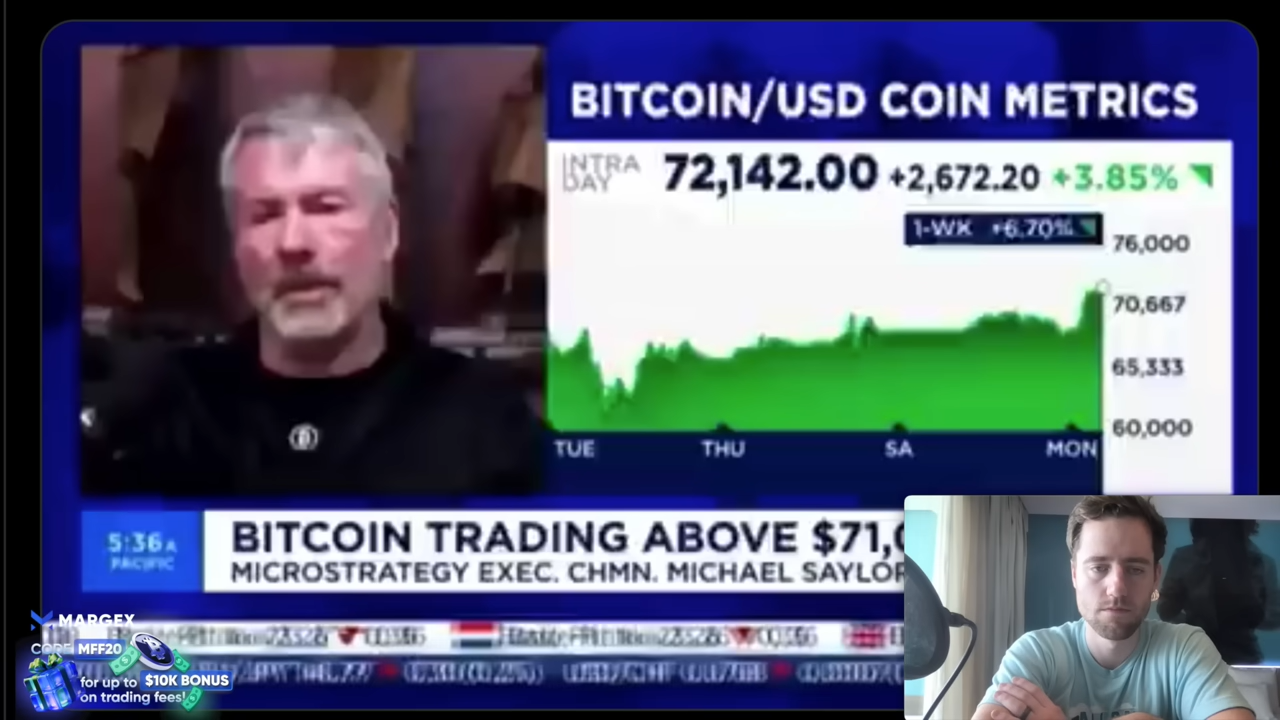 BITCOIN/USD COIN METRICS
INTRA
DAY
72,142.00 +2,672.20 +3.85%
1-WK +6.70%
76,000
70,667
65,333
60,000
TUE THU SA MON
5:36A
PACIFIC
BITCOIN TRADING ABOVE $71,
MICROSTRATEGY EXEC. CHMN. MICHAEL SAYLOR
MARGEX
CODE MFF20
for up to $10K BONUS
on trading fees!